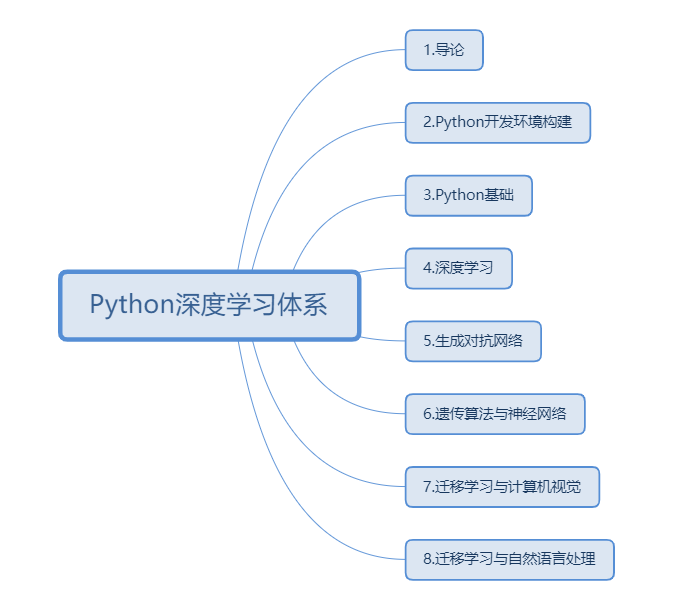 Python深度学习体系
1.导论
2.Python开发环境构建
3.Python基础
4.深度学习
5.生成对抗网络
6.遗传算法与神经网络
7.迁移学习与计算机视觉
8.迁移学习与自然语言处理